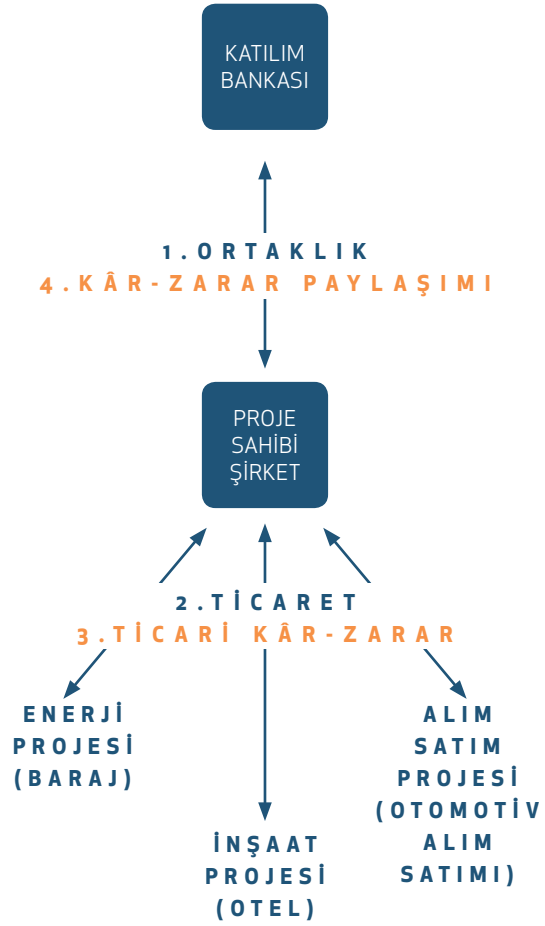 KATILIM
BANKASI
1.ORTAKLIK
4.KÂR-ZARAR PAYLAŞIMI
PROJE
SAHİBİ
ŞİRKET
2.TİCARET
3.TİCARİ KÂR-ZARAR
ENERJİ
PROJESİ
(BARAJ)
İNŞAAT
PROJESİ
(OTEL)
ALIM
SATIM
PROJESİ
(OTOMOTİV
ALIM
SATIMI)